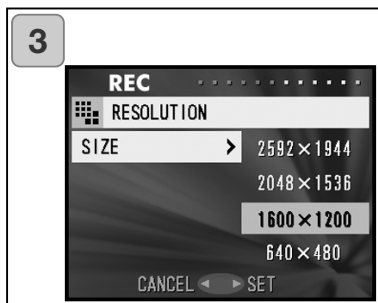 3
REC
RESOLUTION
SIZE > 2592×1944
2048×1536
1600×1200
640×480
CANCEL ◀ ▶ SET